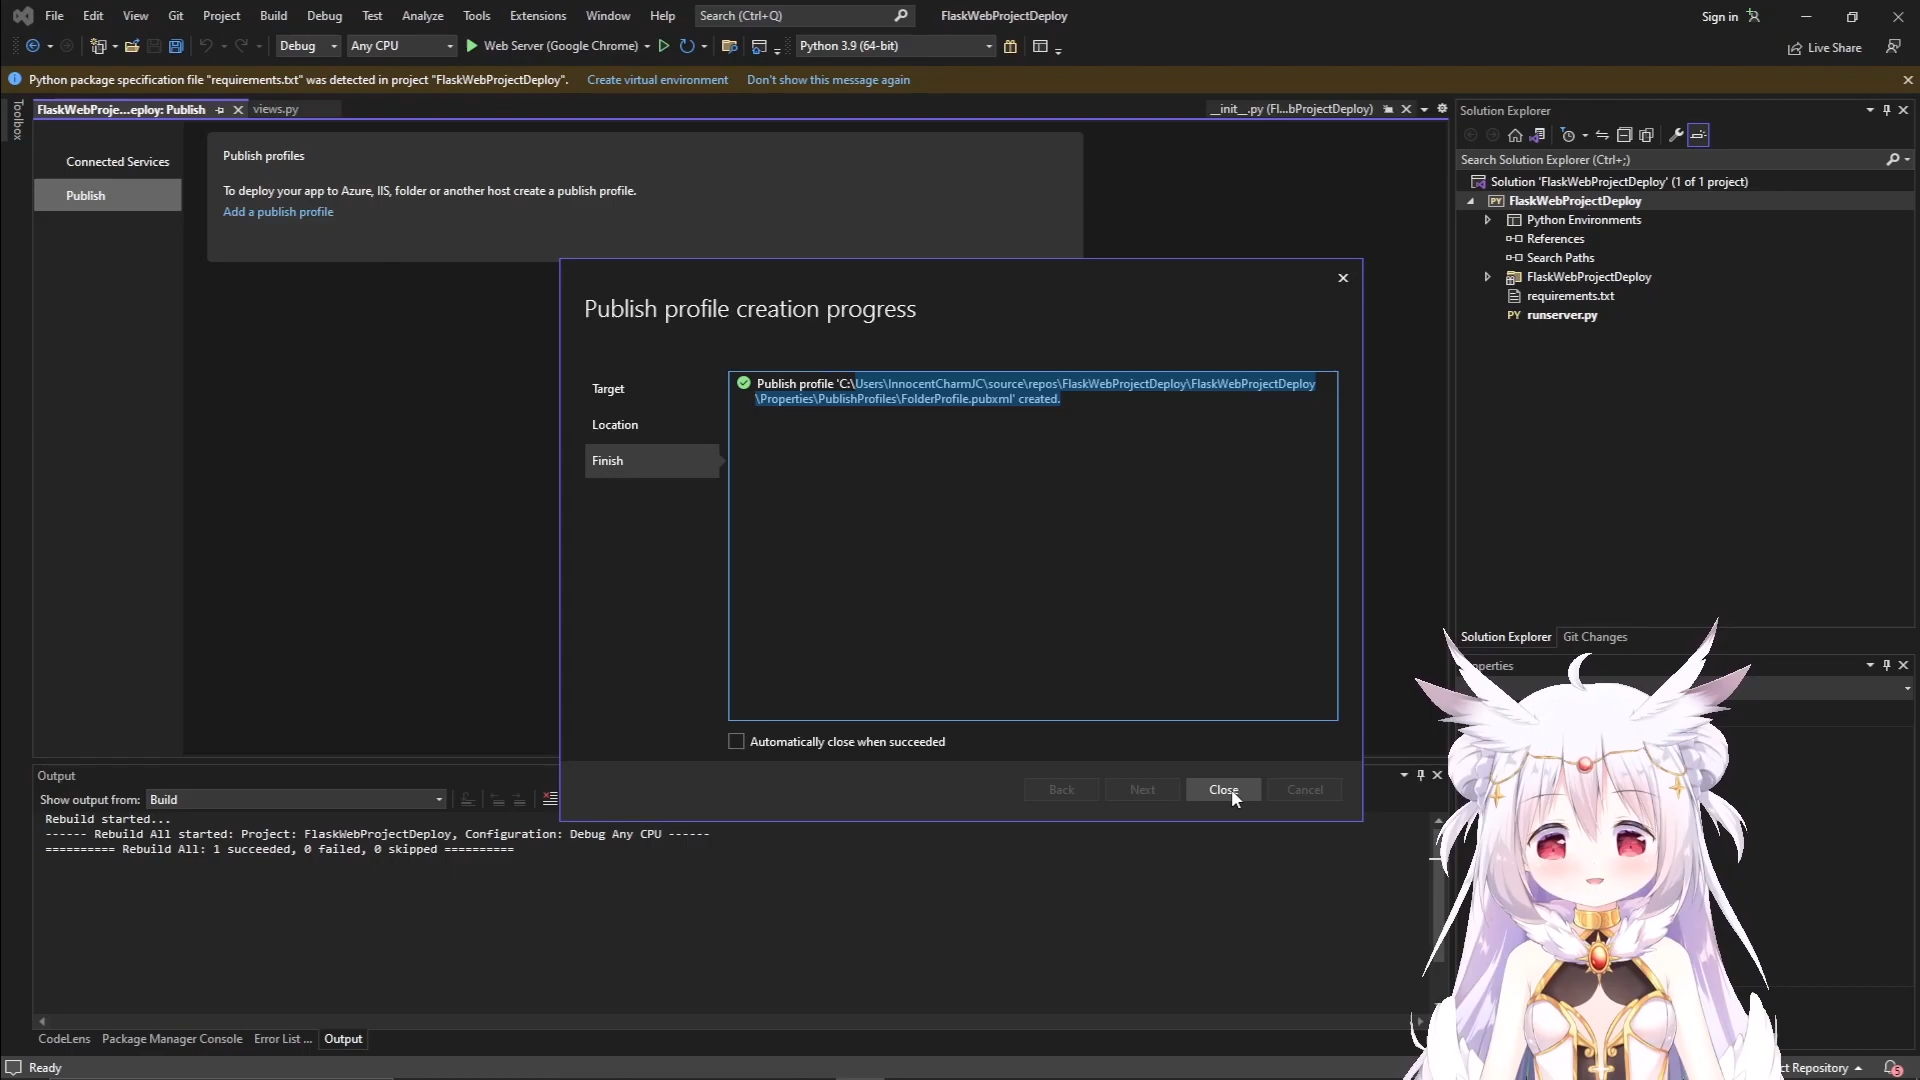 File Edit View Git Project Build Debug Test Analyze Tools Extensions Window Help Search (Ctrl+Q) FlaskWebProjectDeploy Sign in
Debug Any CPU Web Server (Google Chrome) Python 3.9 (64-bit) Live Share
Python package specification file "requirements.txt" was detected in project "FlaskWebProjectDeploy". Create virtual environment Don't show this message again
Toolbox
FlaskWebProje...eploy: Publish views.py __init__.py (Fl...bProjectDeploy)
Connected Services
Publish
Publish profiles
To deploy your app to Azure, IIS, folder or another host create a publish profile.
Add a publish profile
Publish profile creation progress
Target
Location
Finish
Publish profile 'C:\Users\InnocentCharmJC\source\repos\FlaskWebProjectDeploy\FlaskWebProjectDeploy
\Properties\PublishProfiles\FolderProfile.pubxml' created.
Automatically close when succeeded
Back Next Close Cancel
Solution Explorer
Search Solution Explorer (Ctrl+;)
Solution 'FlaskWebProjectDeploy' (1 of 1 project)
PY FlaskWebProjectDeploy
Python Environments
References
Search Paths
FlaskWebProjectDeploy
requirements.txt
PY runserver.py
Solution Explorer Git Changes
operties
Output
Show output from: Build
Rebuild started...
------ Rebuild All started: Project: FlaskWebProjectDeploy, Configuration: Debug Any CPU ------
========== Rebuild All: 1 succeeded, 0 failed, 0 skipped ==========
CodeLens Package Manager Console Error List ... Output
Ready
ct Repository 5